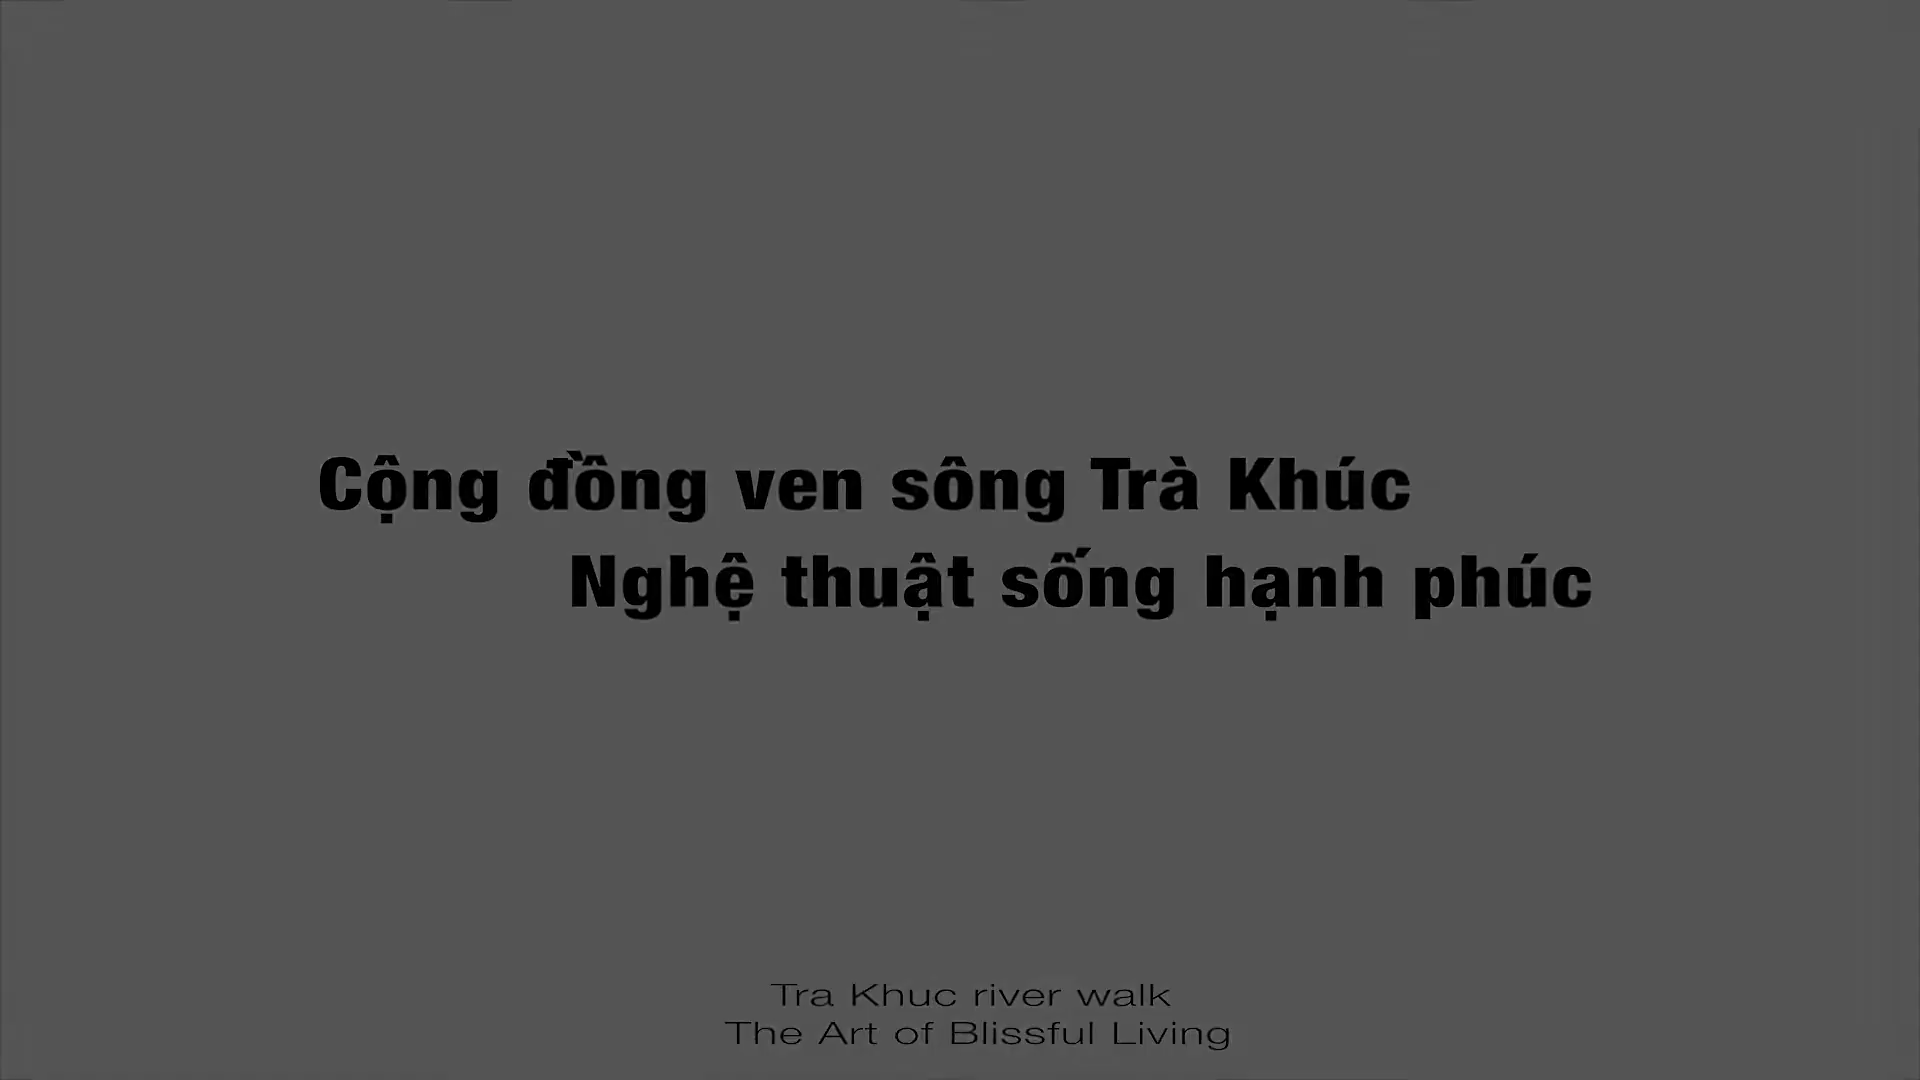 Cộng đồng ven sông Trà Khúc
Nghệ thuật sống hạnh phúc
Tra Khuc river walk
The Art of Blissful Living